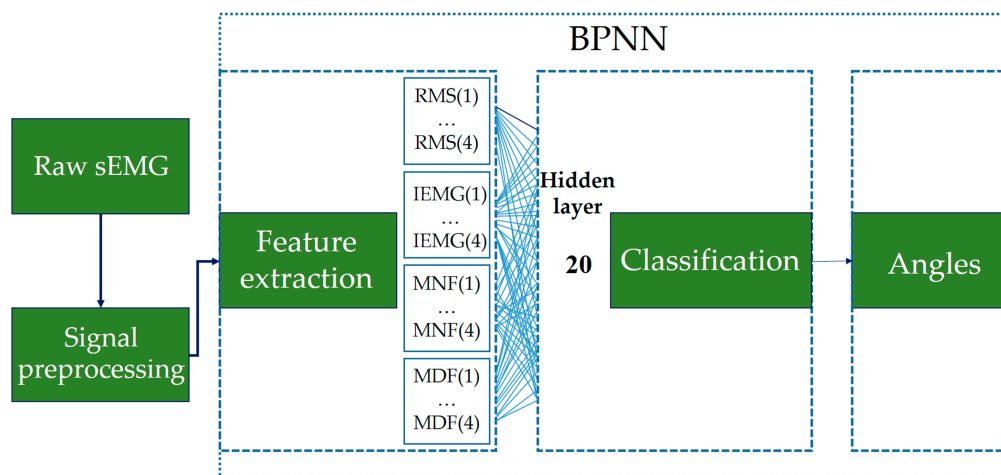 BPNN
Raw sEMG
Signal
preprocessing
Feature
extraction
RMS(1)
...
RMS(4)
IEMG(1)
...
IEMG(4)
MNF(1)
...
MNF(4)
MDF(1)
...
MDF(4)
Hidden
layer
20
Classification
Angles